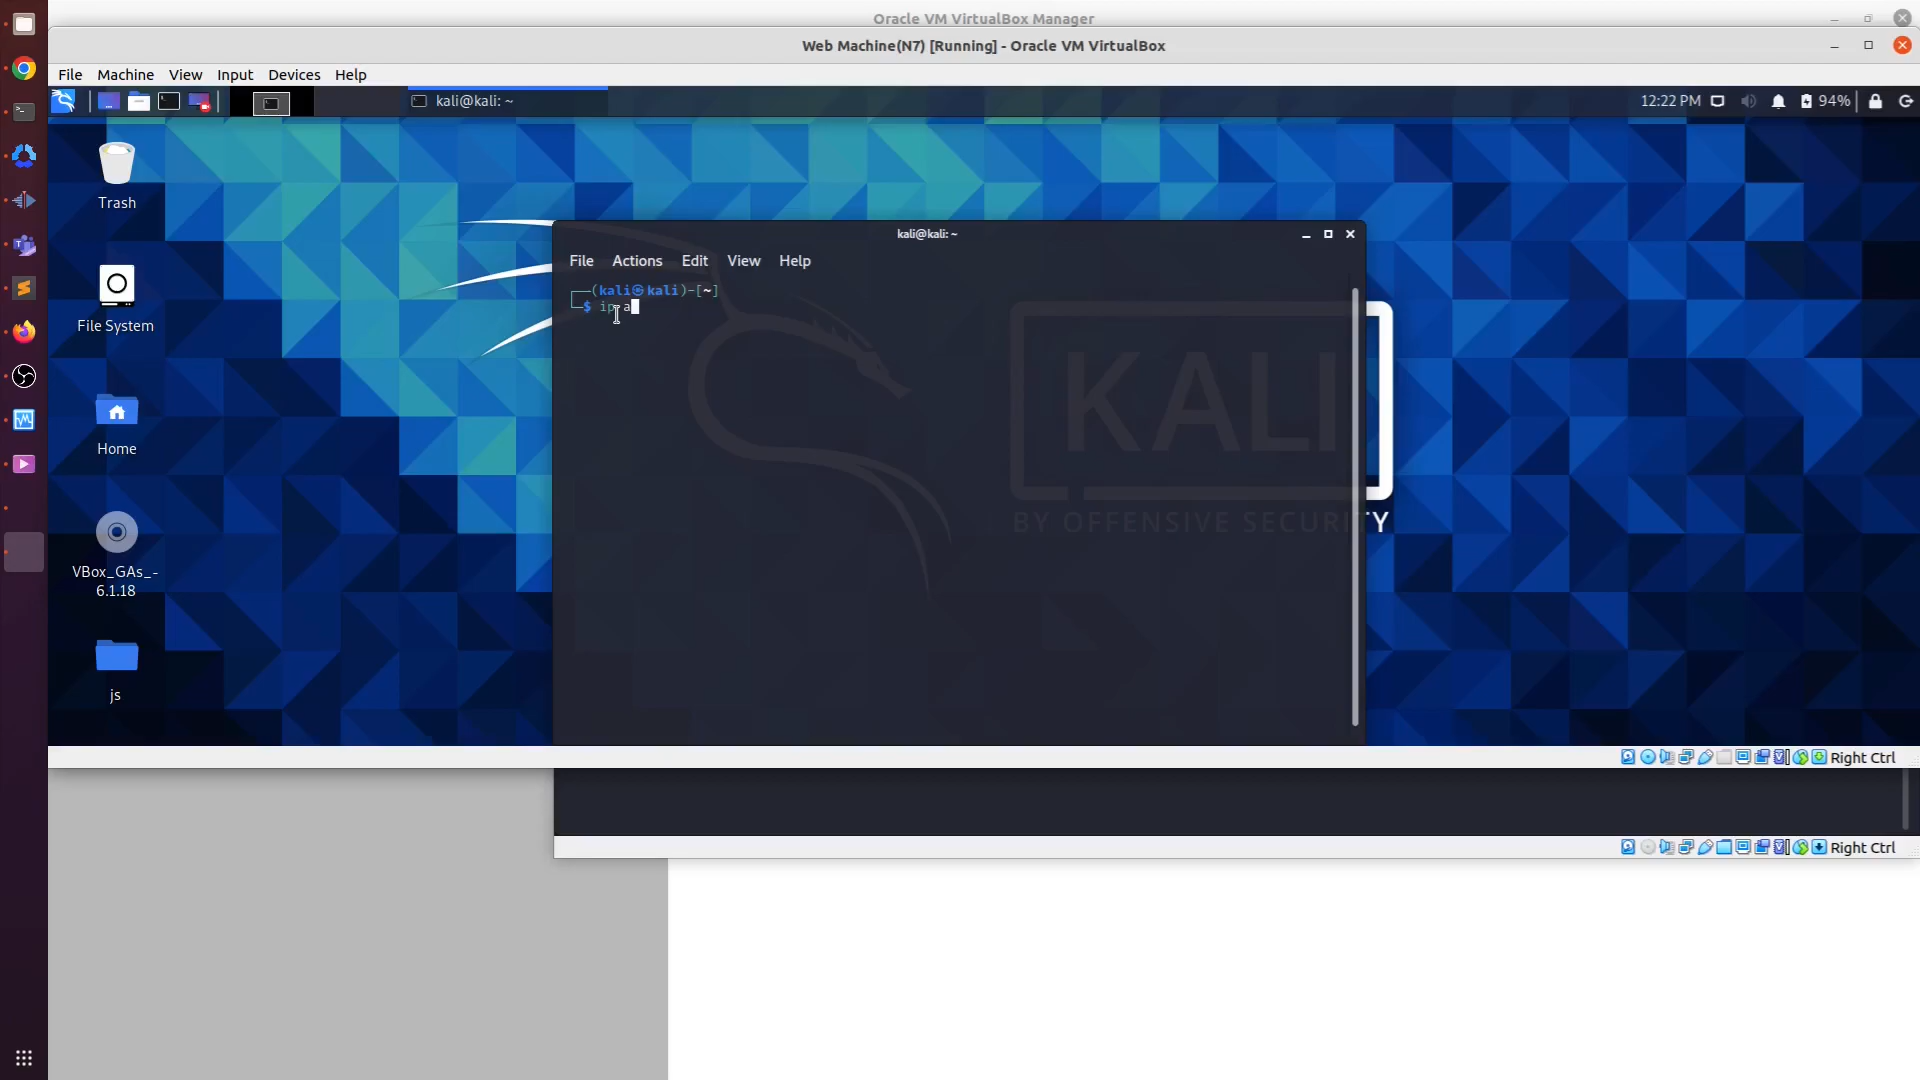 Oracle VM VirtualBox Manager
Web Machine(N7) [Running] - Oracle VM VirtualBox
File Machine View Input Devices Help
kali@kali: ~
12:22 PM
94%
Trash
File System
Home
VBox_GAs_-
6.1.18
js
kali@kali: ~
File Actions Edit View Help
┌──(kali㉿kali)-[~]
└─$ ip a
KALI
BY OFFENSIVE SECURITY
Right Ctrl
Right Ctrl